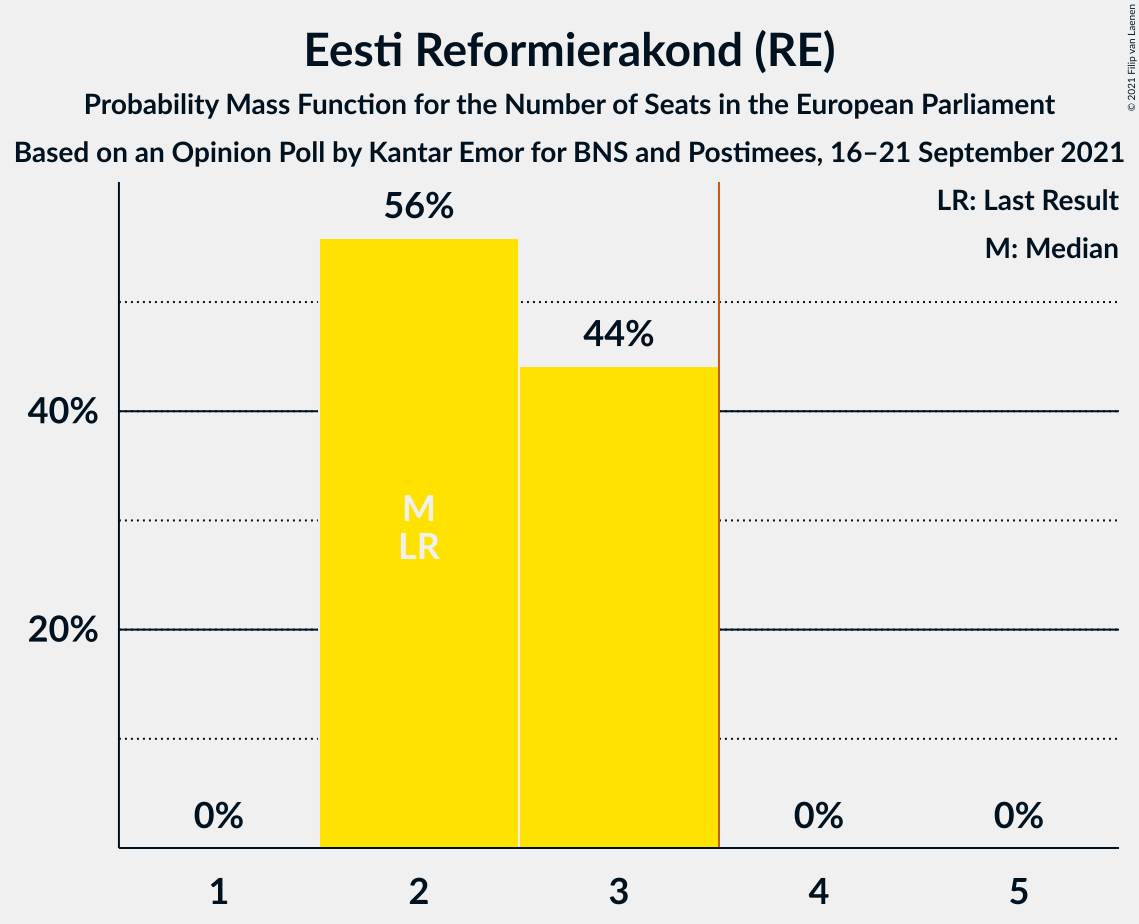 Eesti Reformierakond (RE)
Probability Mass Function for the Number of Seats in the European Parliament
Based on an Opinion Poll by Kantar Emor for BNS and Postimees, 16–21 September 2021
© 2021 Filip van Laenen
LR: Last Result
M: Median
56%
44%
40%
M
LR
20%
0%
0%
0%
1
2
3
4
5